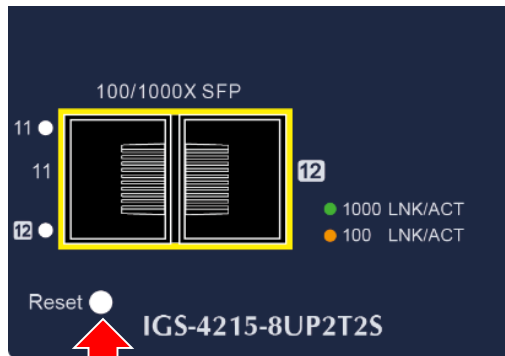 100/1000X SFP
11
11
12
12
1000 LNK/ACT
100 LNK/ACT
Reset
IGS-4215-8UP2T2S